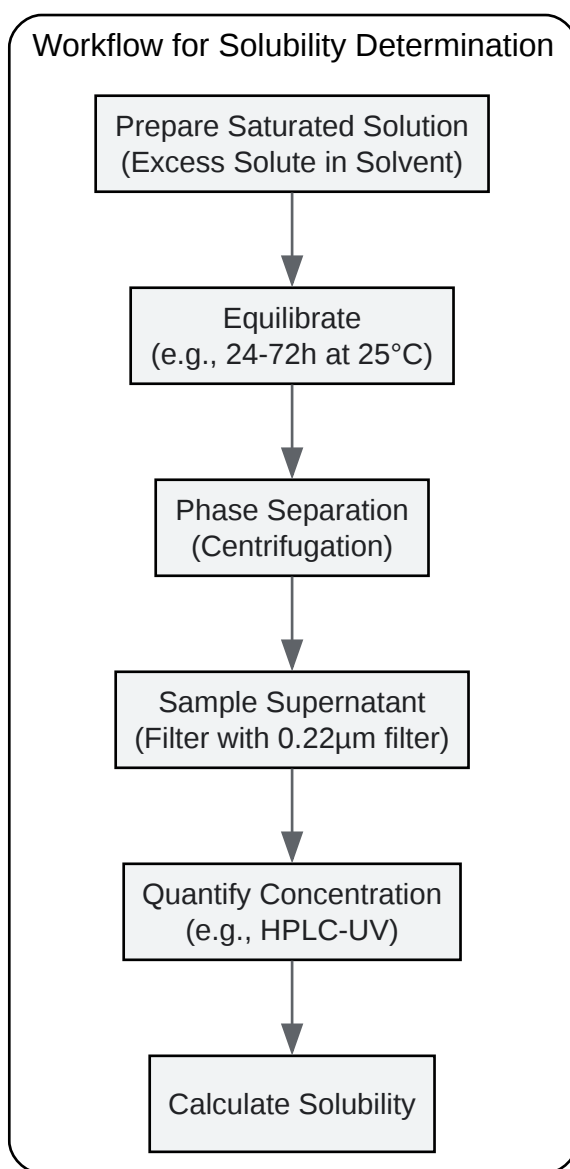 Workflow for Solubility Determination
Prepare Saturated Solution
(Excess Solute in Solvent)
Equilibrate
(e.g., 24-72h at 25°C)
Phase Separation
(Centrifugation)
Sample Supernatant
(Filter with 0.22µm filter)
Quantify Concentration
(e.g., HPLC-UV)
Calculate Solubility